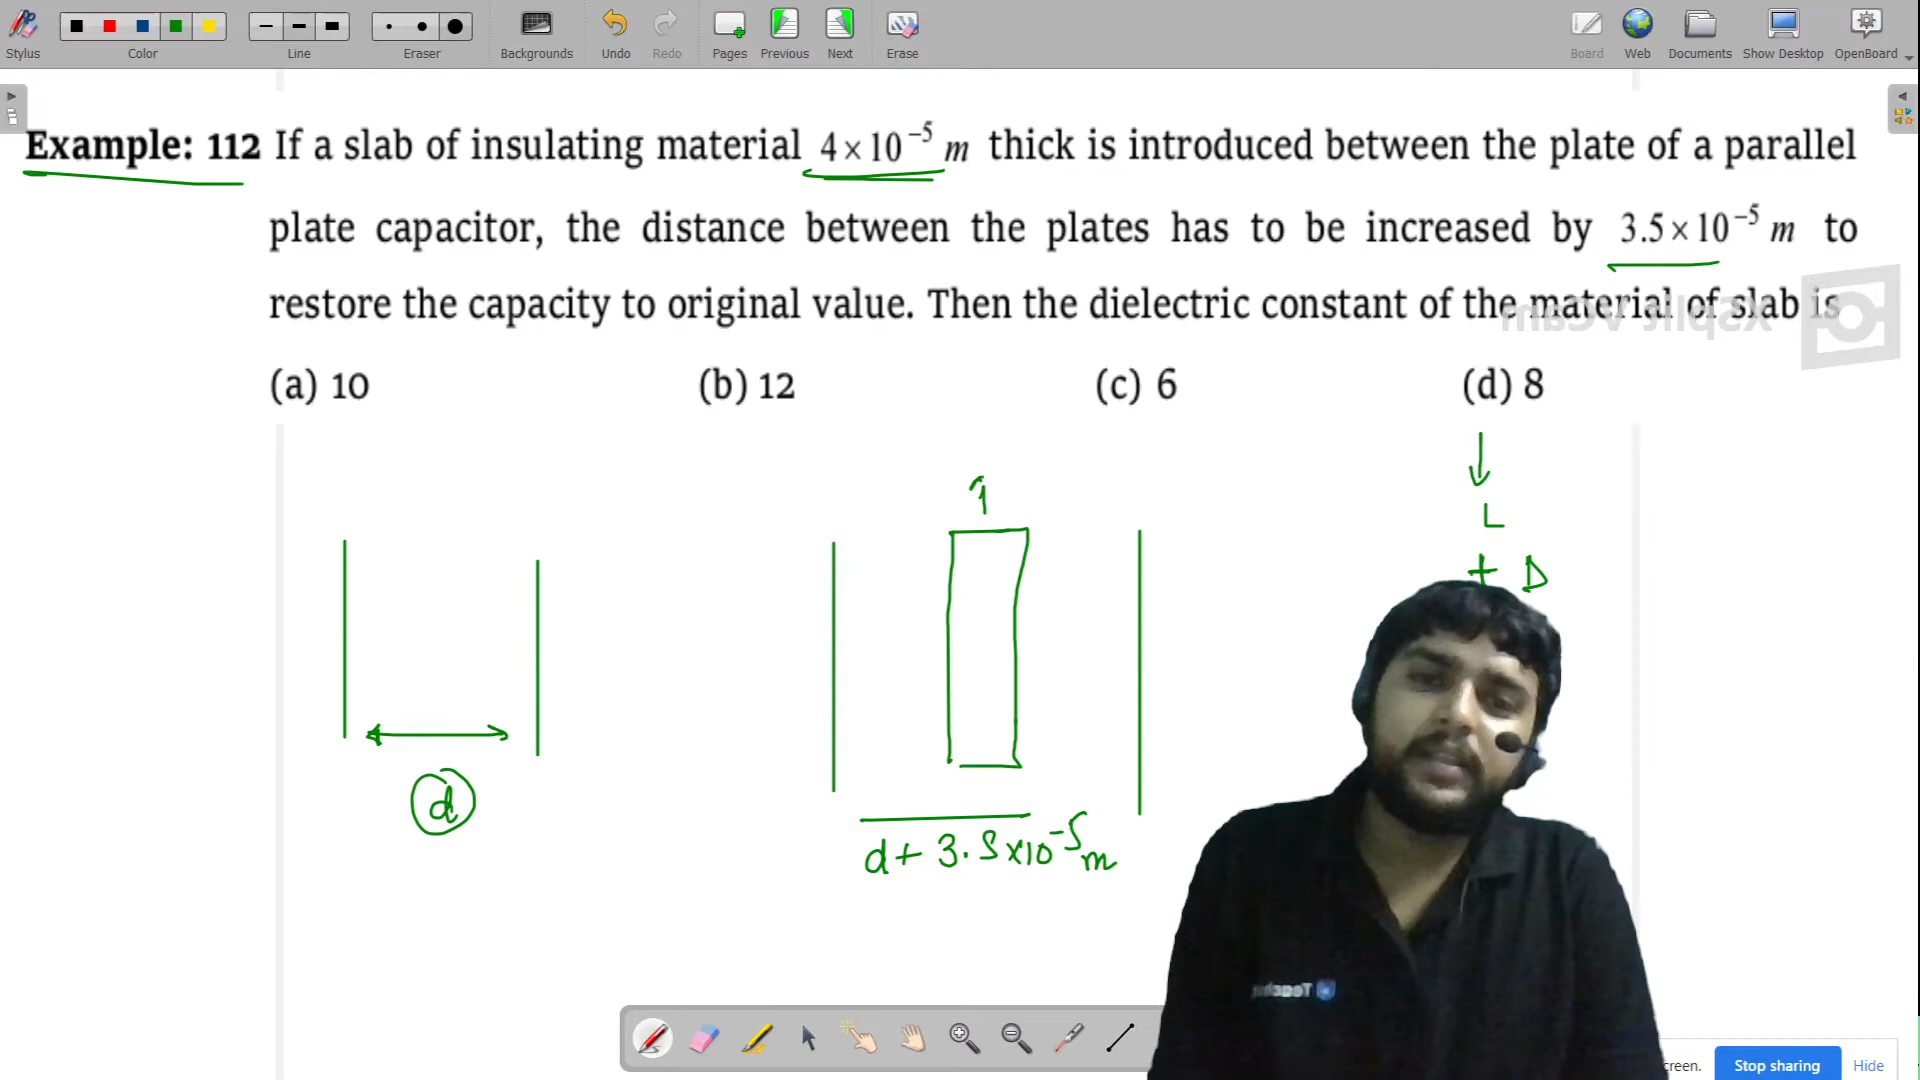 Stylus Color Line Eraser Backgrounds Undo Redo Pages Previous Next Erase Board Web Documents Show Desktop OpenBoard
Example: 112 If a slab of insulating material 4×10⁻⁵ m thick is introduced between the plate of a parallel
plate capacitor, the distance between the plates has to be increased by 3.5×10⁻⁵ m to
restore the capacity to original value. Then the dielectric constant of the material of slab is
XSplit VCam
(a) 10 (b) 12 (c) 6 (d) 8
L
+ D
d
d + 3.5×10⁻⁵ m
creen. Stop sharing Hide